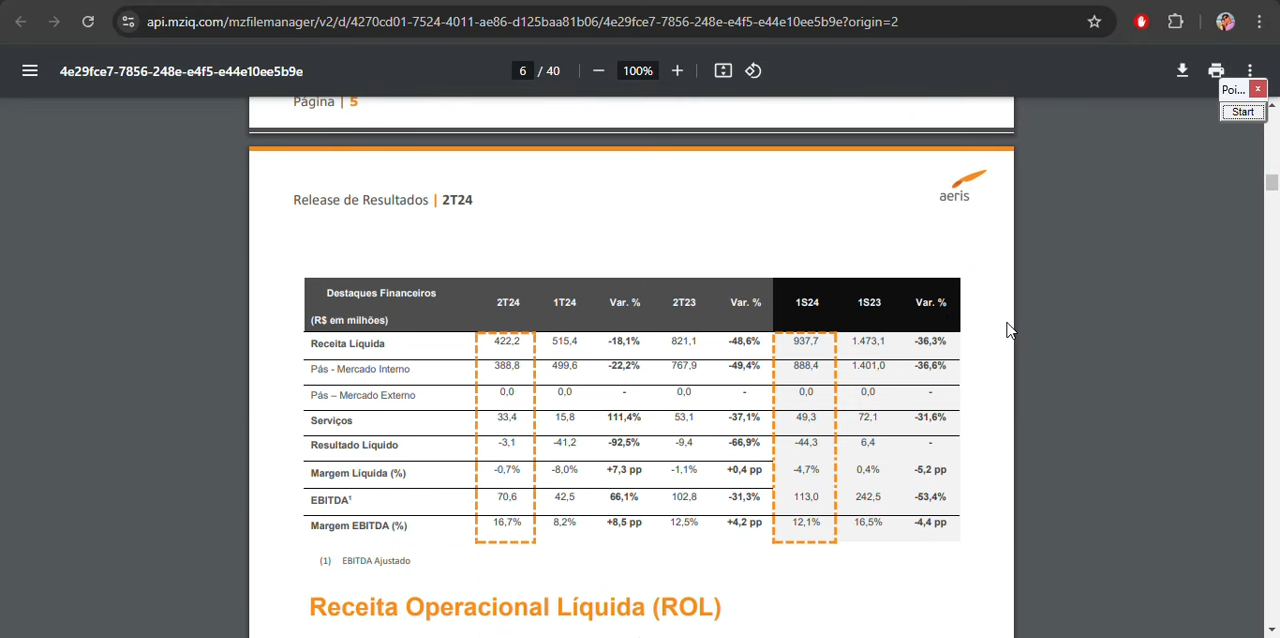 api.mziq.com/mzfilemanager/v2/d/4270cd01-7524-4011-ae86-d125baa81b06/4e29fce7-7856-248e-e4f5-e44e10ee5b9e?origin=2
4e29fce7-7856-248e-e4f5-e44e10ee5b9e 6 / 40 100%
Poi...
Start
Página | 5
Release de Resultados | 2T24
aeris
Destaques Financeiros
(R$ em milhões) 2T24 1T24 Var. % 2T23 Var. % 1S24 1S23 Var. %
Receita Líquida 422,2 515,4 -18,1% 821,1 -48,6% 937,7 1.473,1 -36,3%
Pás - Mercado Interno 388,8 499,6 -22,2% 767,9 -49,4% 888,4 1.401,0 -36,6%
Pás – Mercado Externo 0,0 0,0 - 0,0 - 0,0 0,0 -
Serviços 33,4 15,8 111,4% 53,1 -37,1% 49,3 72,1 -31,6%
Resultado Líquido -3,1 -41,2 -92,5% -9,4 -66,9% -44,3 6,4 -
Margem Líquida (%) -0,7% -8,0% +7,3 pp -1,1% +0,4 pp -4,7% 0,4% -5,2 pp
EBITDA¹ 70,6 42,5 66,1% 102,8 -31,3% 113,0 242,5 -53,4%
Margem EBITDA (%) 16,7% 8,2% +8,5 pp 12,5% +4,2 pp 12,1% 16,5% -4,4 pp
(1) EBITDA Ajustado
Receita Operacional Líquida (ROL)